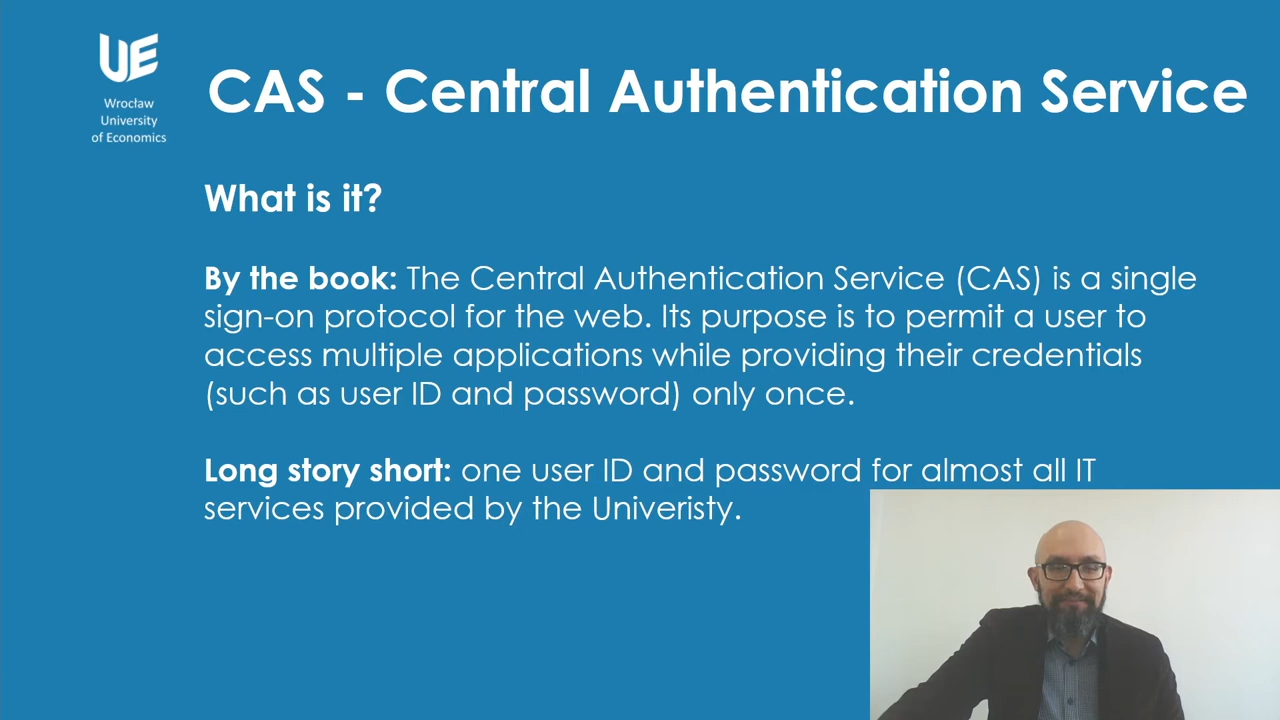 UE
Wrocław
University
of Economics
CAS - Central Authentication Service
What is it?
By the book: The Central Authentication Service (CAS) is a single
sign-on protocol for the web. Its purpose is to permit a user to
access multiple applications while providing their credentials
(such as user ID and password) only once.
Long story short: one user ID and password for almost all IT
services provided by the Univeristy.